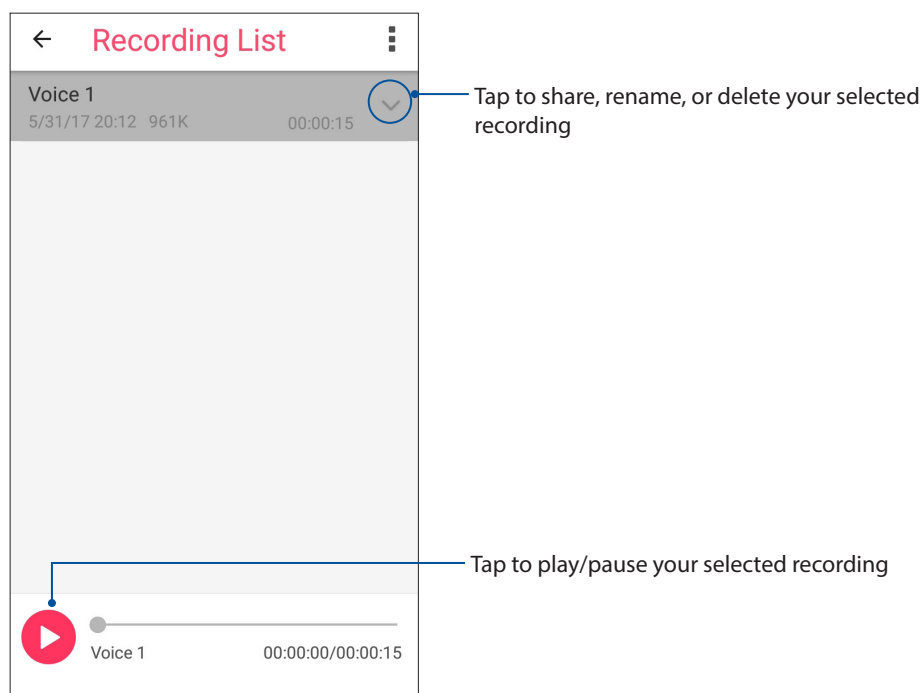 Recording List
Voice 1
5/31/17 20:12 961K 00:00:15
Tap to share, rename, or delete your selected
recording
Tap to play/pause your selected recording
Voice 1 00:00:00/00:00:15